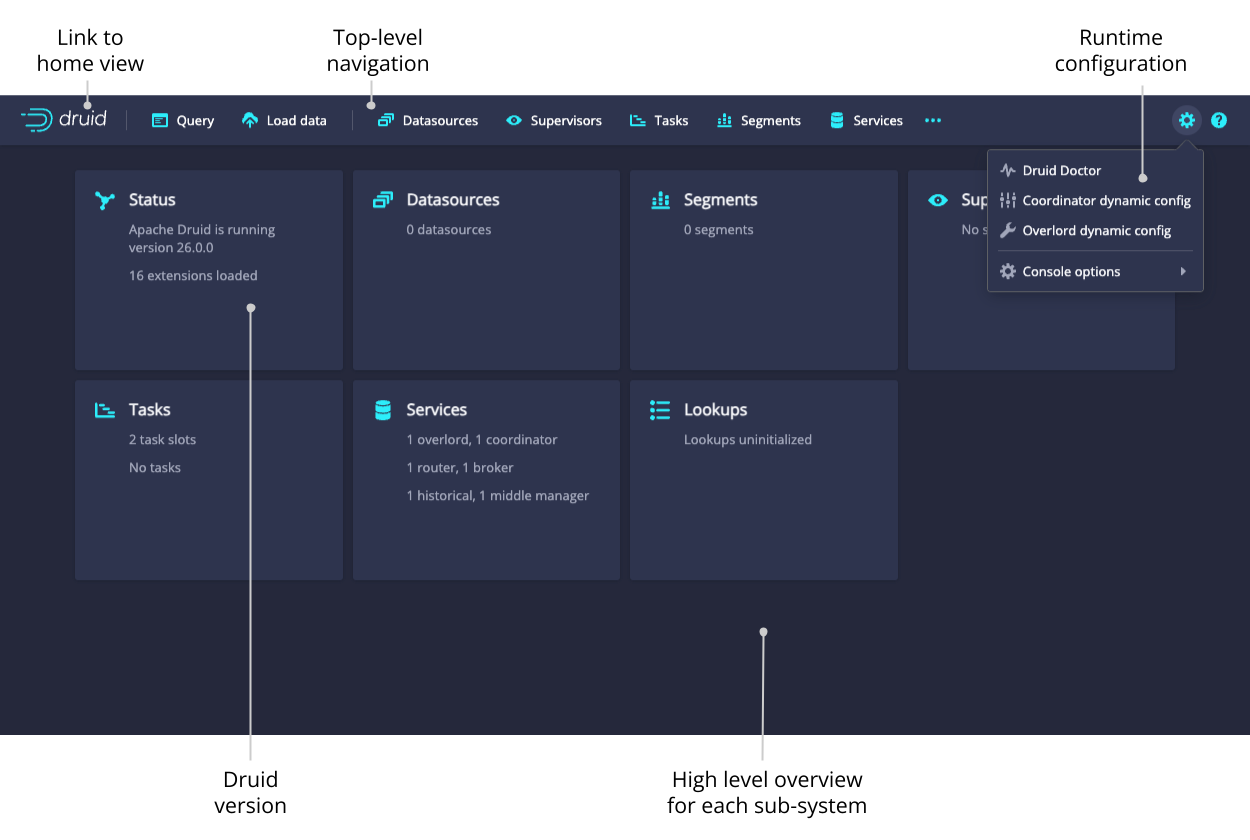 Link to
home view
Top-level
navigation
Runtime
configuration
druid
Query
Load data
Datasources
Supervisors
Tasks
Segments
Services
?
Druid Doctor
Coordinator dynamic config
Overlord dynamic config
Console options
Status
Apache Druid is running
version 26.0.0
16 extensions loaded
Datasources
0 datasources
Segments
0 segments
Sup
No s
Tasks
2 task slots
No tasks
Services
1 overlord, 1 coordinator
1 router, 1 broker
1 historical, 1 middle manager
Lookups
Lookups uninitialized
Druid
version
High level overview
for each sub-system